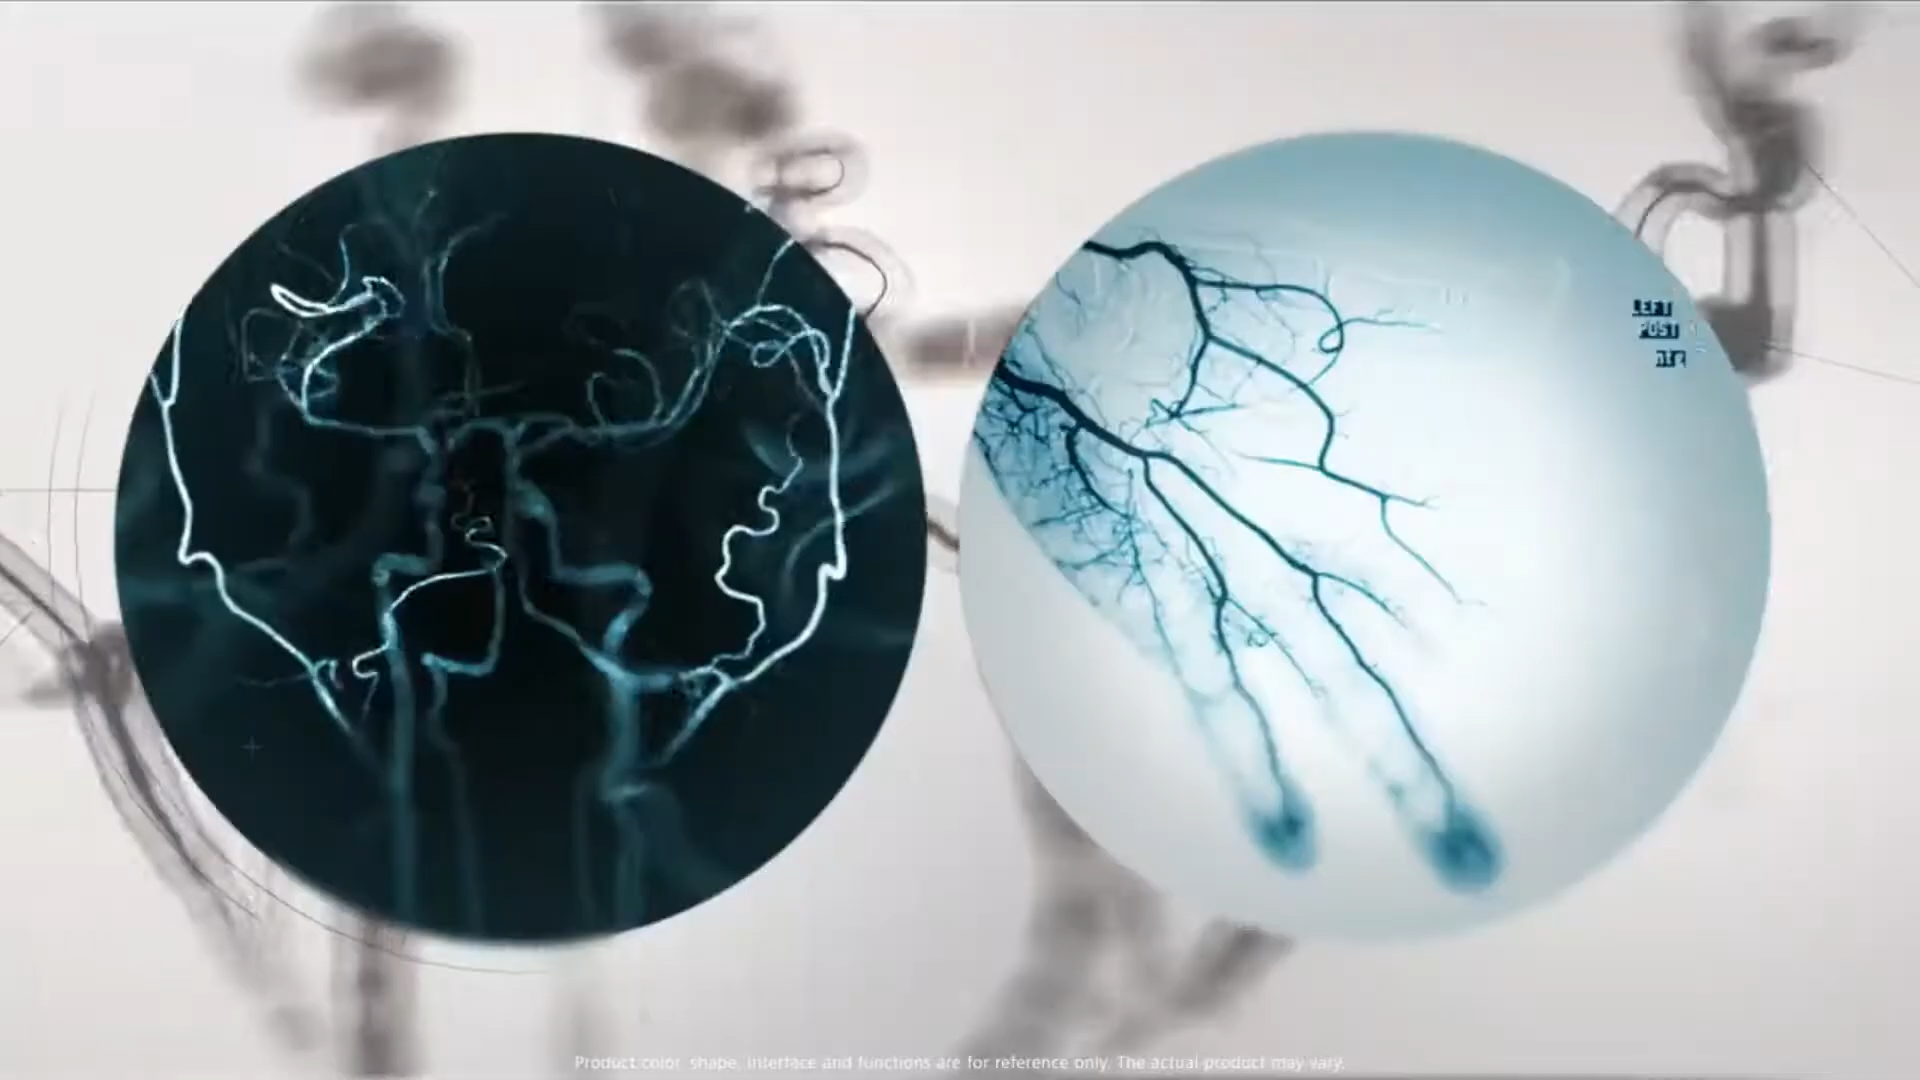 LEFT
POST
Product color, shape, interface and functions are for reference only. The actual product may vary.